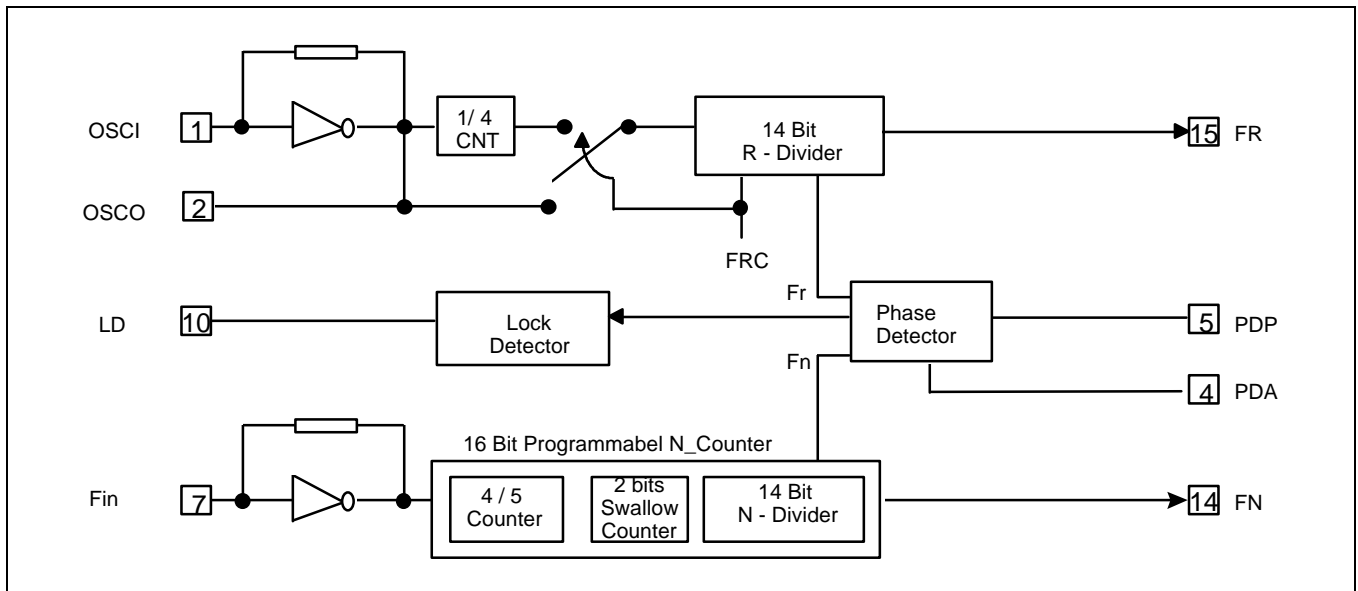 OSCI
1
1/ 4
CNT
14 Bit
R - Divider
15
FR
OSCO
2
FRC
Fr
LD
10
Lock
Detector
Phase
Detector
5
PDP
Fn
4
PDA
16 Bit Programmabel N_Counter
Fin
7
4 / 5
Counter
2 bits
Swallow
Counter
14 Bit
N - Divider
14
FN